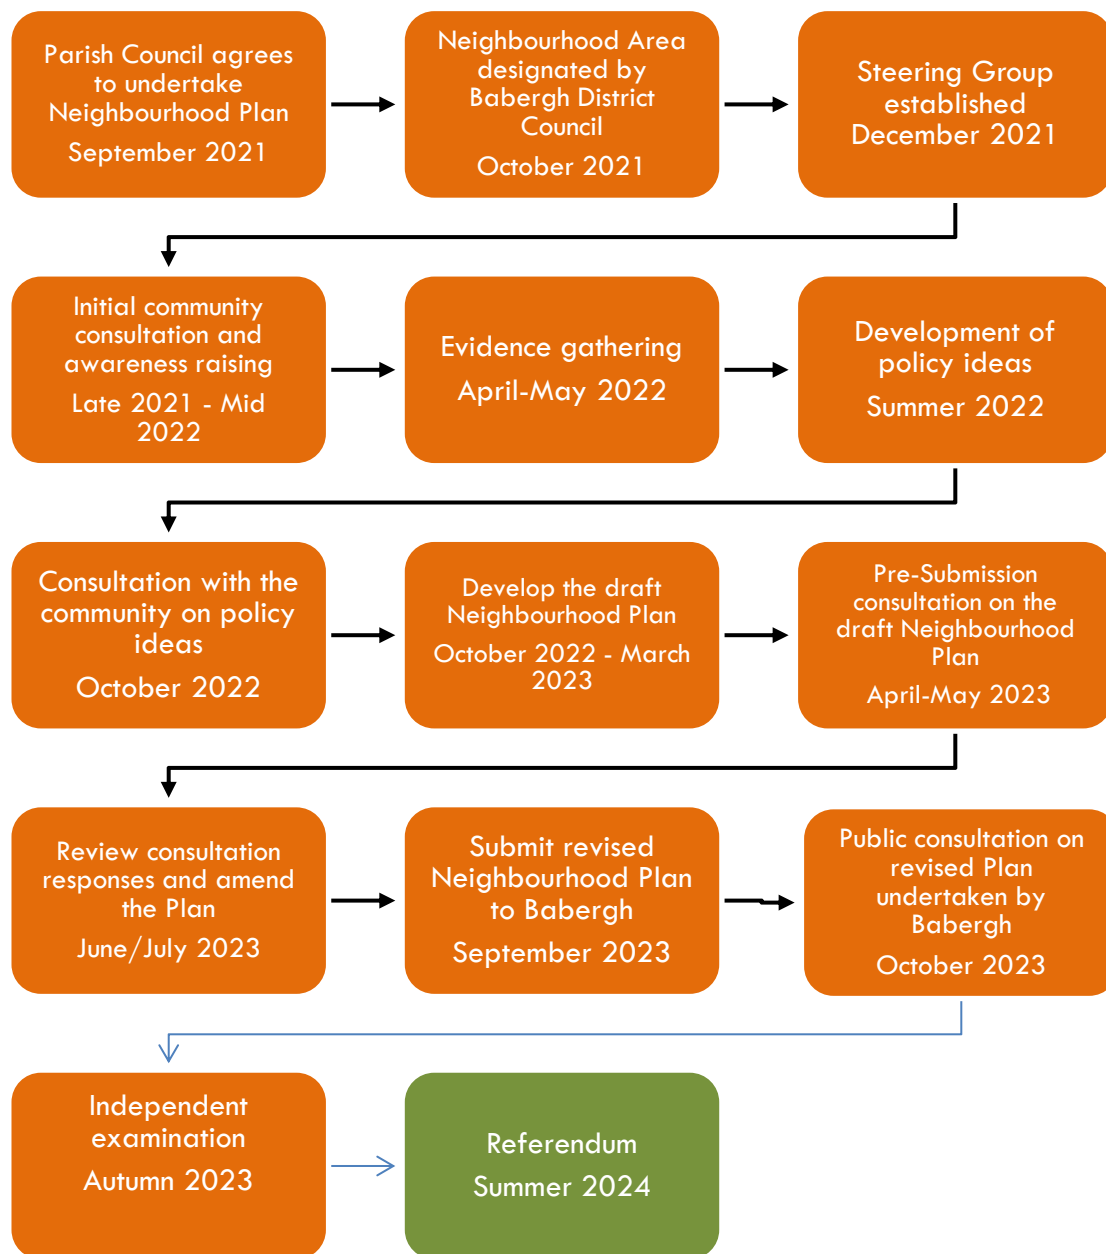 Parish Council agrees
to undertake
Neighbourhood Plan
September 2021
Neighbourhood Area
designated by
Babergh District
Council
October 2021
Steering Group
established
December 2021
Initial community
consultation and
awareness raising
Late 2021 - Mid
2022
Evidence gathering
April-May 2022
Development of
policy ideas
Summer 2022
Consultation with the
community on policy
ideas
October 2022
Develop the draft
Neighbourhood Plan
October 2022 - March
2023
Pre-Submission
consultation on the
draft Neighbourhood
Plan
April-May 2023
Review consultation
responses and amend
the Plan
June/July 2023
Submit revised
Neighbourhood Plan
to Babergh
September 2023
Public consultation on
revised Plan
undertaken by
Babergh
October 2023
Independent
examination
Autumn 2023
Referendum
Summer 2024